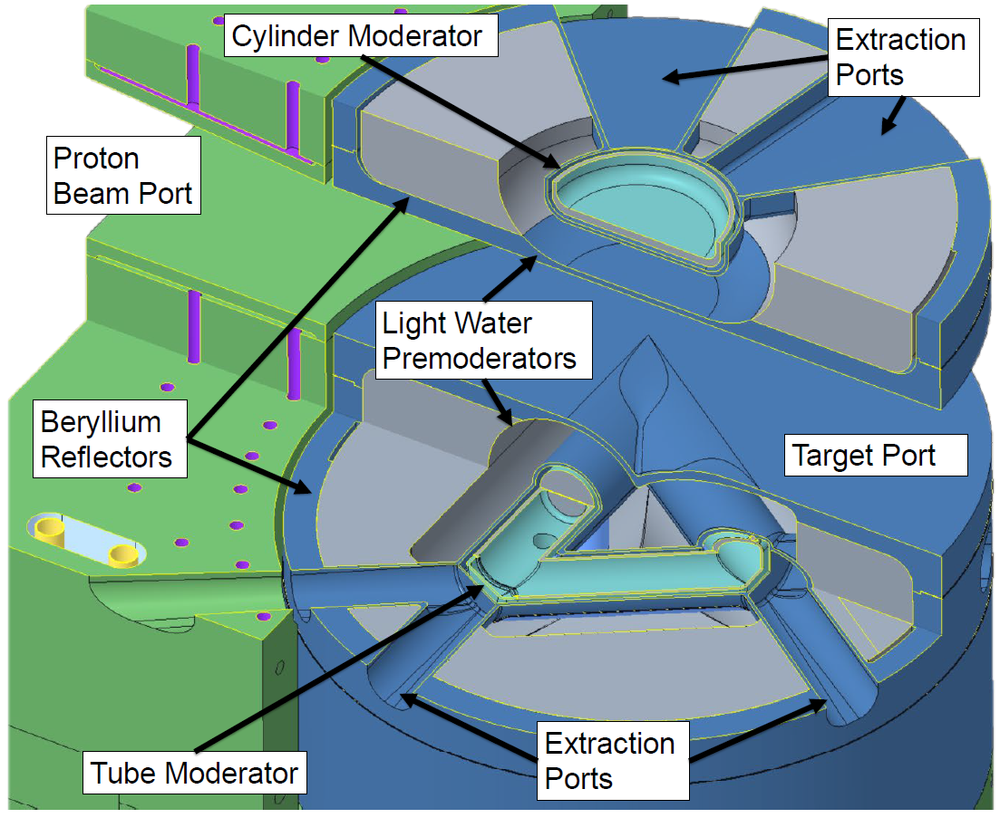 Cylinder Moderator
Extraction
Ports
Proton
Beam Port
Light Water
Premoderators
Beryllium
Reflectors
Target Port
Extraction
Ports
Tube Moderator